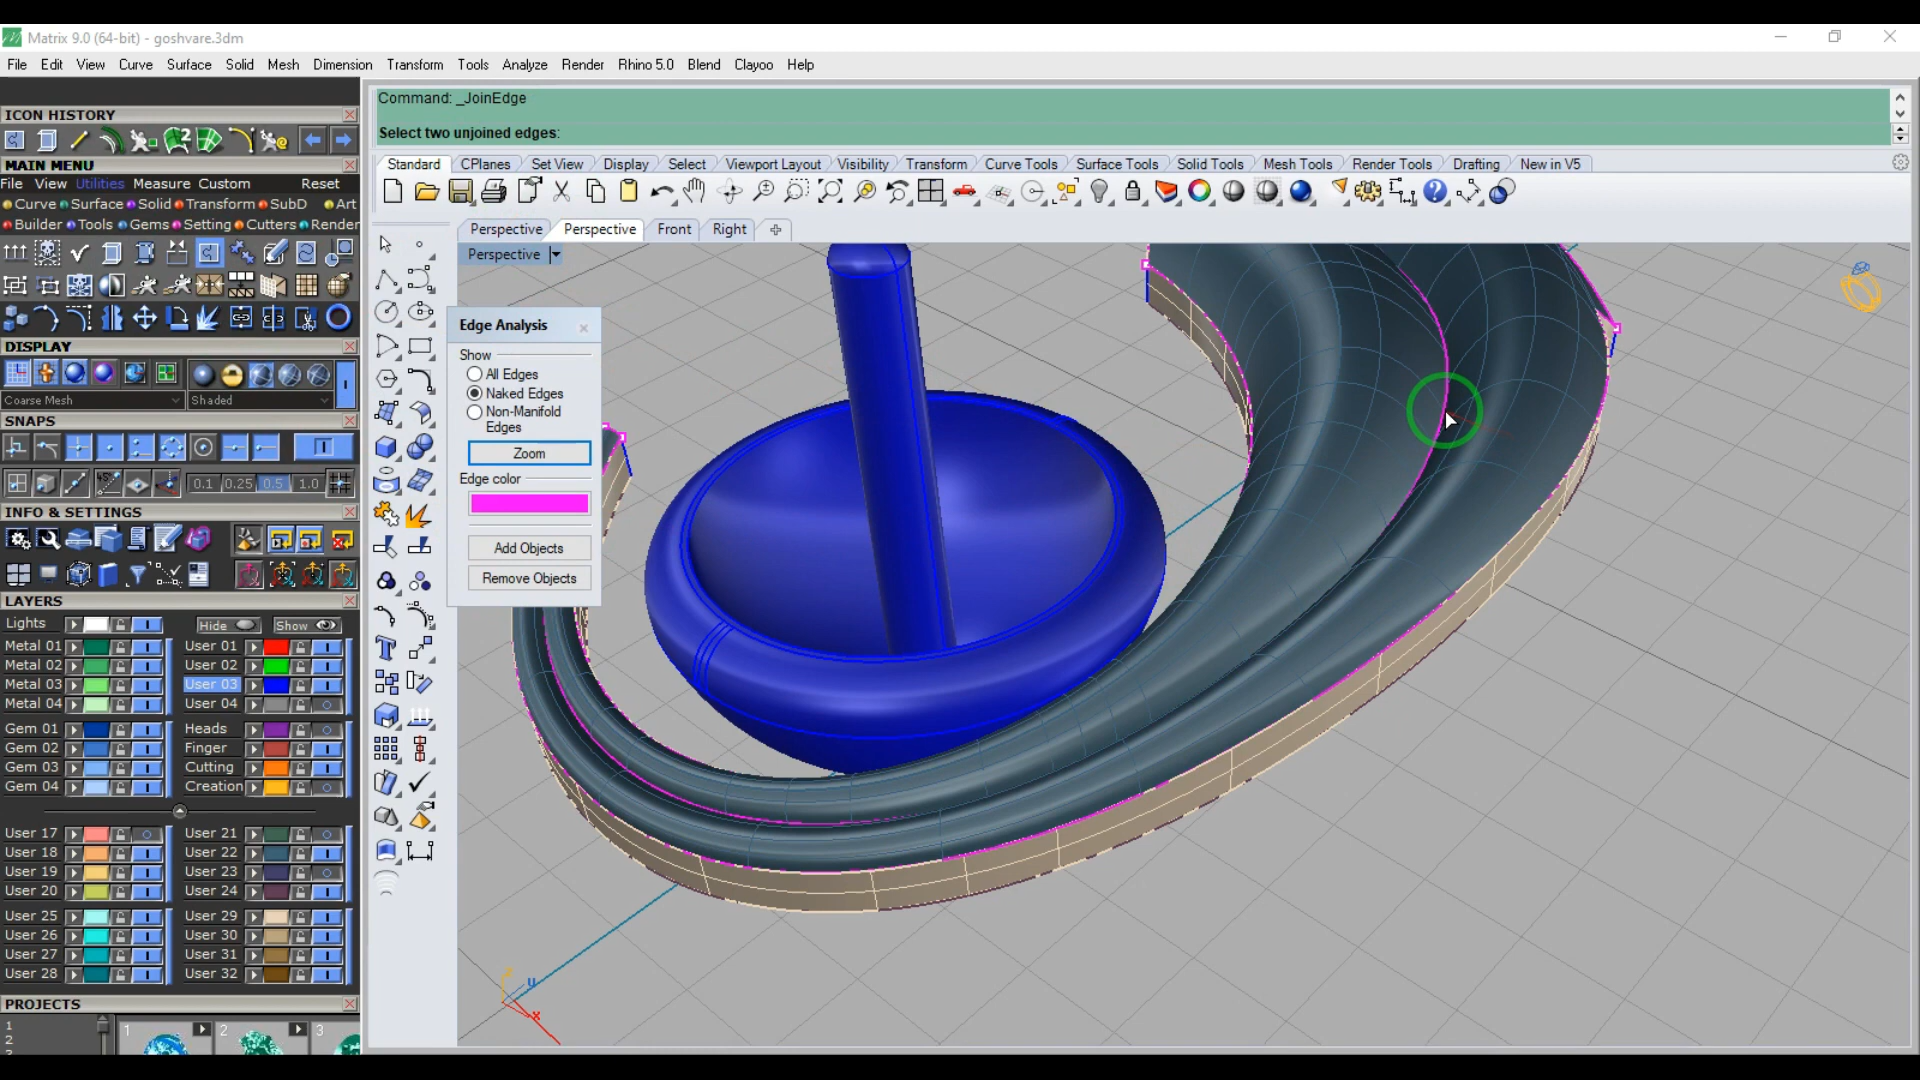 Matrix 9.0 (64-bit) - goshvare.3dm
File Edit View Curve Surface Solid Mesh Dimension Transform Tools Analyze Render Rhino 5.0 Blend Clayoo Help
Command: _JoinEdge
Select two unjoined edges:
Standard CPlanes Set View Display Select Viewport Layout Visibility Transform Curve Tools Surface Tools Solid Tools Mesh Tools Render Tools Drafting New in V5
Perspective Perspective Front Right
Perspective
ICON HISTORY
2
MAIN MENU
File View Utilities Measure Custom Reset
Curve Surface Solid Transform SubD Art
Builder Tools Gems Setting Cutters Render
DISPLAY
Coarse Mesh Shaded
SNAPS
45°
0.1 0.25 0.5 1.0
INFO & SETTINGS
LAYERS
Lights Hide Show
Metal 01 User 01
Metal 02 User 02
Metal 03 User 03
Metal 04 User 04
Gem 01 Heads
Gem 02 Finger
Gem 03 Cutting
Gem 04 Creation
User 17 User 21
User 18 User 22
User 19 User 23
User 20 User 24
User 25 User 29
User 26 User 30
User 27 User 31
User 28 User 32
PROJECTS
1
2
1 2 3
Edge Analysis
Show
All Edges
Naked Edges
Non-Manifold
Edges
Zoom
Edge color
Add Objects
Remove Objects
y
x